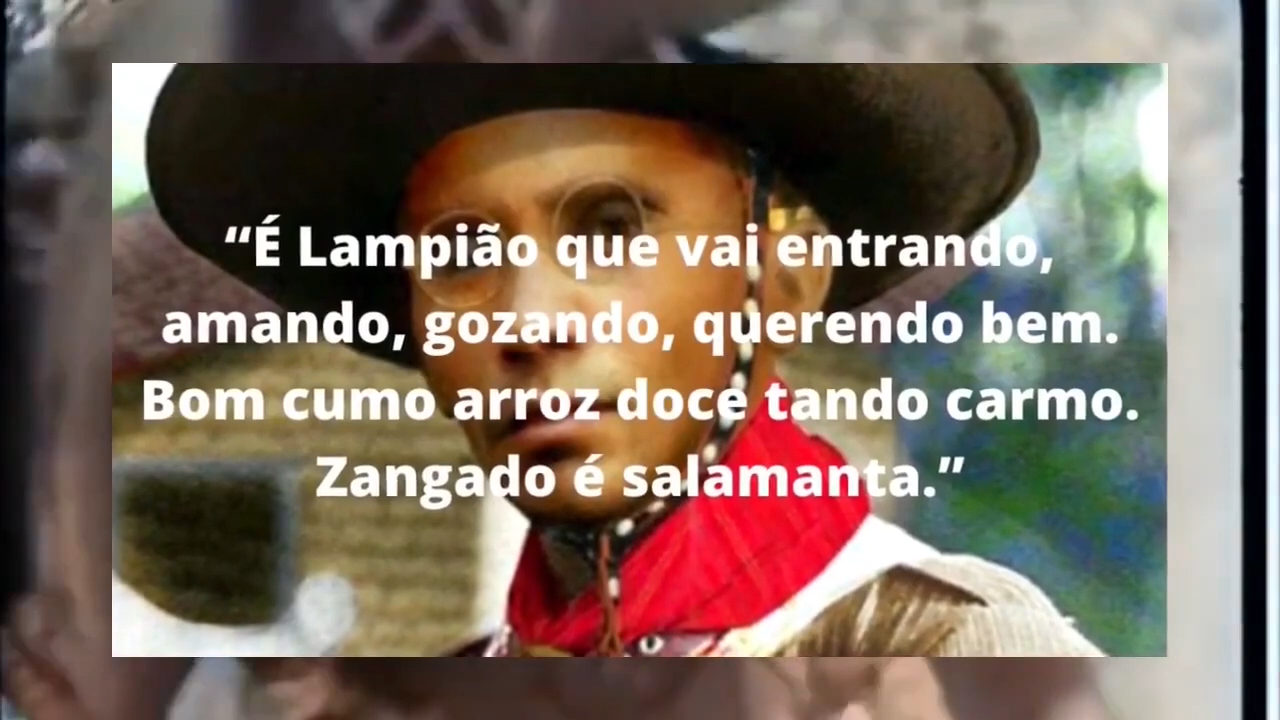 “É Lampião que vai entrando,
amando, gozando, querendo bem.
Bom cumo arroz doce tando carmo.
Zangado é salamanta.”